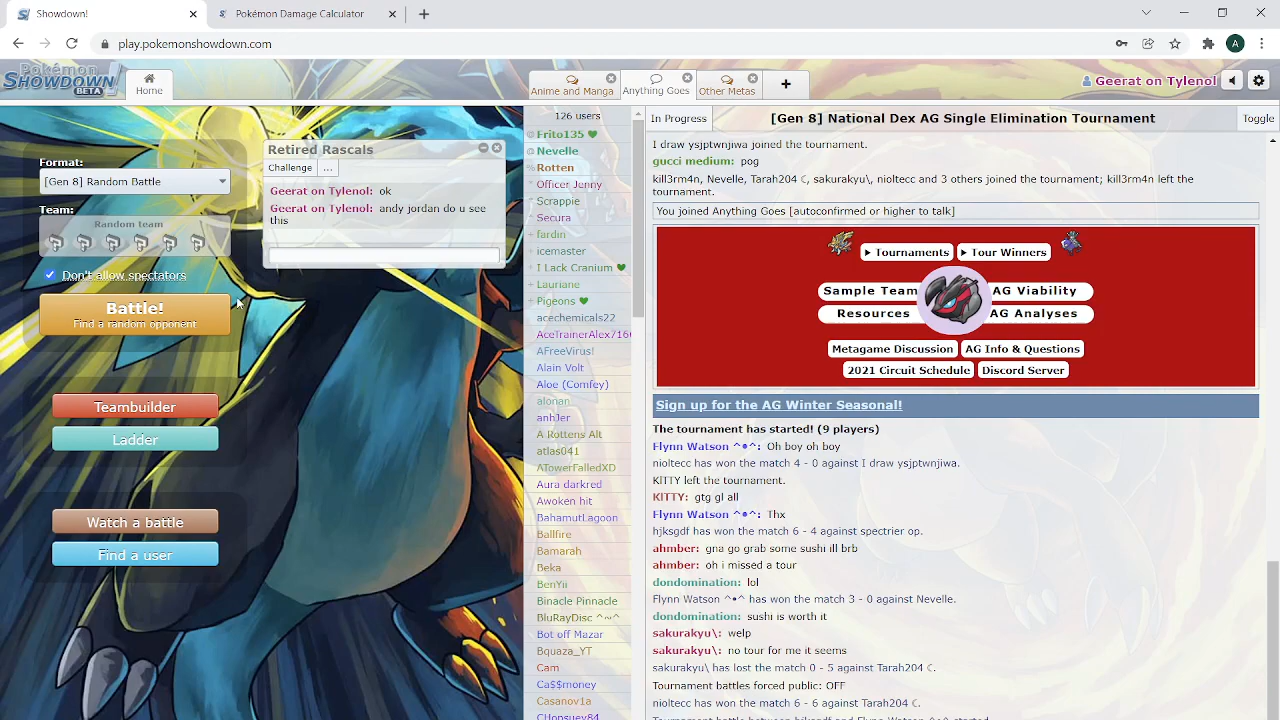 Showdown!
Pokémon Damage Calculator
play.pokemonshowdown.com
Pokémon
SHOWDOWN!
BETA
Home
Anime and Manga
Anything Goes
Other Metas
Geerat on Tylenol
Format:
[Gen 8] Random Battle
Team:
Random team
Don't allow spectators
Battle!
Find a random opponent
Teambuilder
Ladder
Watch a battle
Find a user
Retired Rascals
Challenge
...
Geerat on Tylenol: ok
Geerat on Tylenol: andy jordan do u see
this
126 users
@ Frito135
@ Nevelle
% Rotten
* Officer Jenny
* Scrappie
* Secura
+ fardin
+ icemaster
+ I Lack Cranium
+ Lauriane
+ Pigeons
acechemicals22
AceTrainerAlex716
AFreeVirus!
Alain Volt
Aloe (Comfey)
alonan
anhJer
A Rottens Alt
atlas041
ATowerFalledXD
Aura darkred
Awoken hit
BahamutLagoon
Ballfire
Bamarah
Beka
BenYii
Binacle Pinnacle
BluRayDisc ^~^
Bot off Mazar
Bquaza_YT
Cam
Ca$$money
Casanov1a
CHonsuey84
In Progress
[Gen 8] National Dex AG Single Elimination Tournament
Toggle
I draw ysjptwnjwa joined the tournament.
gucci medium: pog
kill3rm4n, Nevelle, Tarah204 ☾, sakurakyu\, nioltecc and 3 others joined the tournament; kill3rm4n left the
tournament.
You joined Anything Goes [autoconfirmed or higher to talk]
▸ Tournaments
▸ Tour Winners
Sample Team
AG Viability
Resources
AG Analyses
Metagame Discussion
AG Info & Questions
2021 Circuit Schedule
Discord Server
Sign up for the AG Winter Seasonal!
The tournament has started! (9 players)
Flynn Watson ^•^: Oh boy oh boy
nioltecc has won the match 4 - 0 against I draw ysjptwnjwa.
KITTY left the tournament.
KITTY: gtg gl all
Flynn Watson ^•^: Thx
hjksgdf has won the match 6 - 4 against spectrier op.
ahmber: gna go grab some sushi ill brb
ahmber: oh i missed a tour
dondomination: lol
Flynn Watson ^•^ has won the match 3 - 0 against Nevelle.
dondomination: sush is worth it
sakurakyu\: welp
sakurakyu\: no tour for me it seems
sakurakyu\ has lost the match 0 - 5 against Tarah204 ☾.
Tournament battles forced public: OFF
nioltecc has won the match 6 - 6 against Tarah204 ☾.